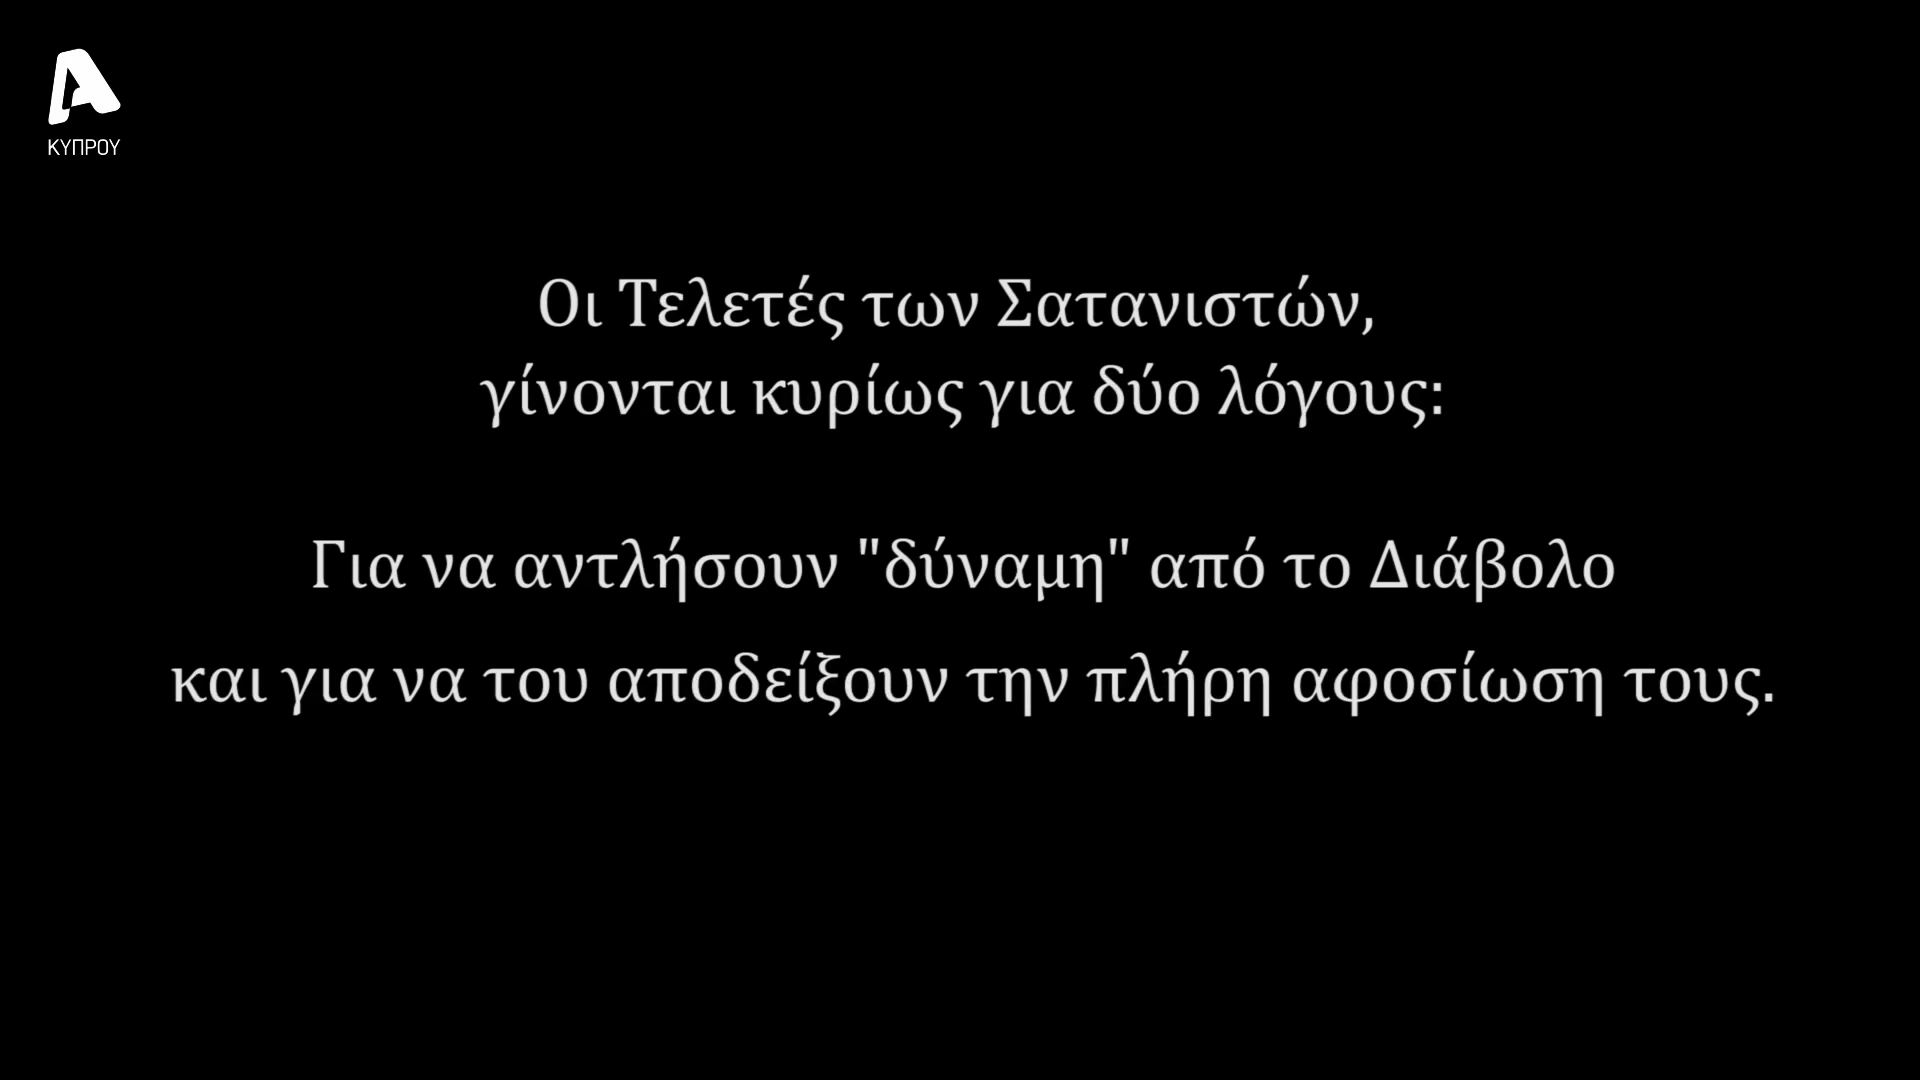 ΚΥΠΡΟΥ
Οι Τελετές των Σατανιστών,
γίνονται κυρίως για δύο λόγους:
Για να αντλήσουν "δύναμη" από το Διάβολο
και για να του αποδείξουν την πλήρη αφοσίωση τους.